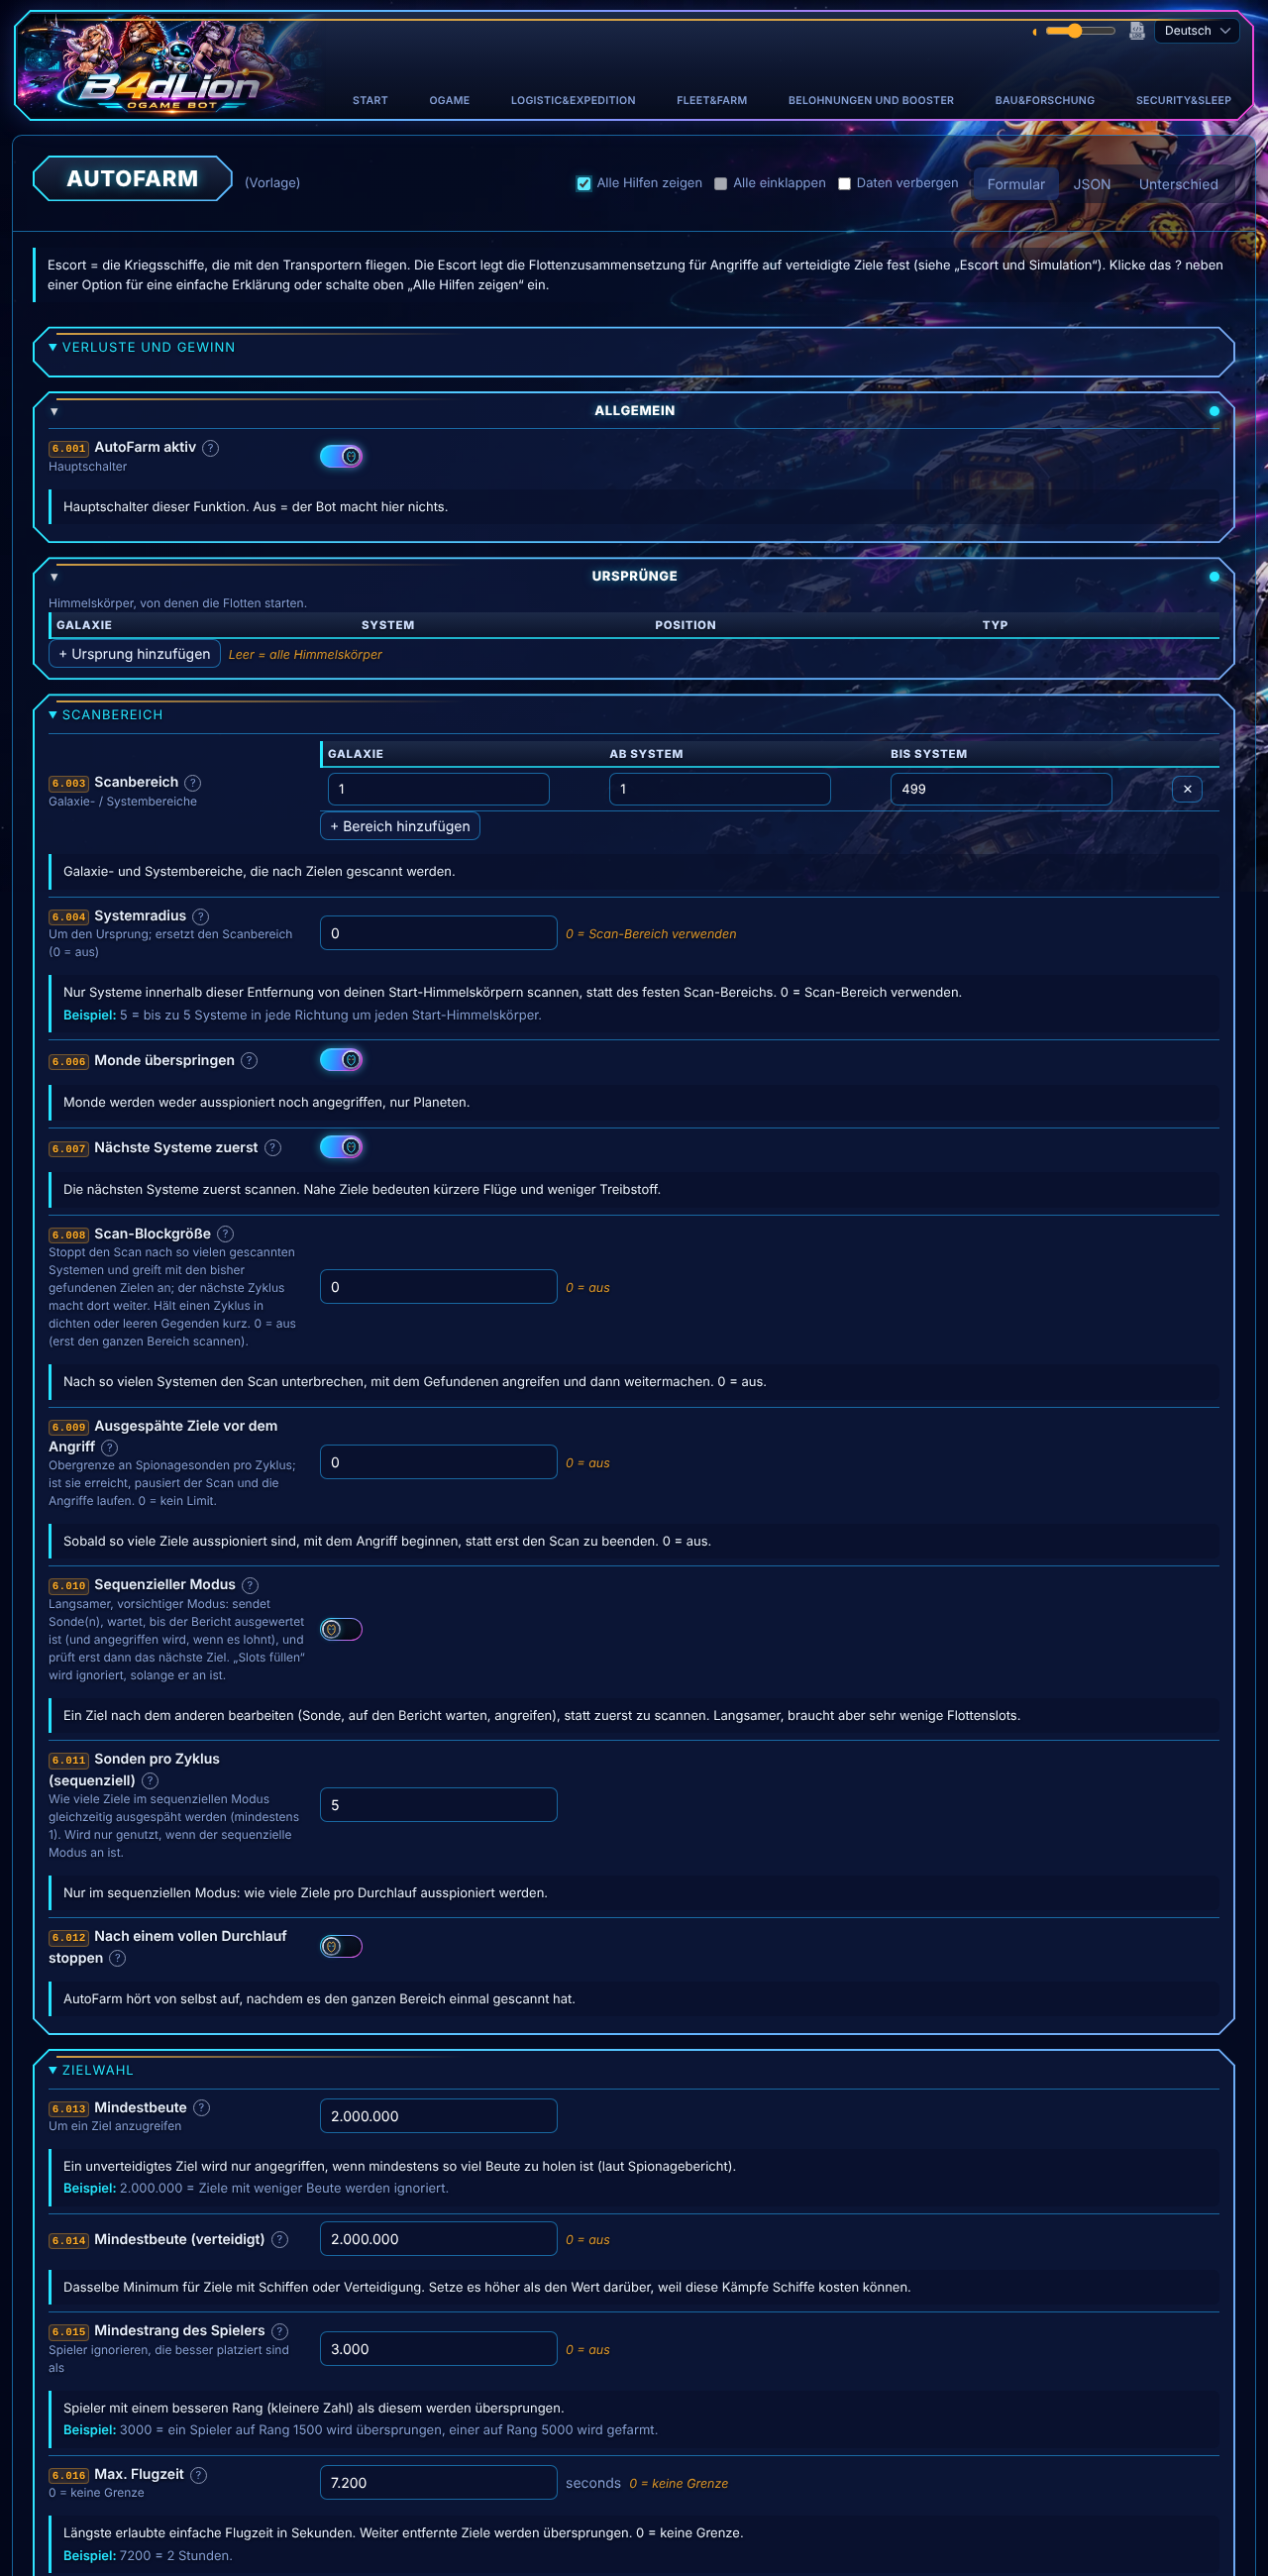 B4dLion
OGAME BOT
Deutsch
START OGAME LOGISTIC&EXPEDITION FLEET&FARM BELOHNUNGEN UND BOOSTER BAU&FORSCHUNG SECURITY&SLEEP
AUTOFARM (Vorlage) Alle Hilfen zeigen Alle einklappen Daten verbergen Formular JSON Unterschied
Escort = die Kriegsschiffe, die mit den Transportern fliegen. Die Escort legt die Flottenzusammensetzung für Angriffe auf verteidigte Ziele fest (siehe „Escort und Simulation“). Klicke das ? neben
einer Option für eine einfache Erklärung oder schalte oben „Alle Hilfen zeigen“ ein.
▼ VERLUSTE UND GEWINN
▼ ALLGEMEIN
6.001 AutoFarm aktiv ?
Hauptschalter
Hauptschalter dieser Funktion. Aus = der Bot macht hier nichts.
▼ URSPRÜNGE
Himmelskörper, von denen die Flotten starten.
GALAXIE SYSTEM POSITION TYP
+ Ursprung hinzufügen Leer = alle Himmelskörper
▼ SCANBEREICH
GALAXIE AB SYSTEM BIS SYSTEM
6.003 Scanbereich ?
Galaxie- / Systembereiche
1 1 499 ✕
+ Bereich hinzufügen
Galaxie- und Systembereiche, die nach Zielen gescannt werden.
6.004 Systemradius ?
Um den Ursprung; ersetzt den Scanbereich
(0 = aus)
0 0 = Scan-Bereich verwenden
Nur Systeme innerhalb dieser Entfernung von deinen Start-Himmelskörpern scannen, statt des festen Scan-Bereichs. 0 = Scan-Bereich verwenden.
Beispiel: 5 = bis zu 5 Systeme in jede Richtung um jeden Start-Himmelskörper.
6.006 Monde überspringen ?
Monde werden weder ausspioniert noch angegriffen, nur Planeten.
6.007 Nächste Systeme zuerst ?
Die nächsten Systeme zuerst scannen. Nahe Ziele bedeuten kürzere Flüge und weniger Treibstoff.
6.008 Scan-Blockgröße ?
Stoppt den Scan nach so vielen gescannten
Systemen und greift mit den bisher
gefundenen Zielen an; der nächste Zyklus
macht dort weiter. Hält einen Zyklus in
dichten oder leeren Gegenden kurz. 0 = aus
(erst den ganzen Bereich scannen).
0 0 = aus
Nach so vielen Systemen den Scan unterbrechen, mit dem Gefundenen angreifen und dann weitermachen. 0 = aus.
6.009 Ausgespähte Ziele vor dem
Angriff ?
Obergrenze an Spionagesonden pro Zyklus;
ist sie erreicht, pausiert der Scan und die
Angriffe laufen. 0 = kein Limit.
0 0 = aus
Sobald so viele Ziele ausspioniert sind, mit dem Angriff beginnen, statt erst den Scan zu beenden. 0 = aus.
6.010 Sequenzieller Modus ?
Langsamer, vorsichtiger Modus: sendet
Sonde(n), wartet, bis der Bericht ausgewertet
ist (und angegriffen wird, wenn es lohnt), und
prüft erst dann das nächste Ziel. „Slots füllen“
wird ignoriert, solange er an ist.
Ein Ziel nach dem anderen bearbeiten (Sonde, auf den Bericht warten, angreifen), statt zuerst zu scannen. Langsamer, braucht aber sehr wenige Flottenslots.
6.011 Sonden pro Zyklus
(sequenziell) ?
Wie viele Ziele im sequenziellen Modus
gleichzeitig ausgespäht werden (mindestens
1). Wird nur genutzt, wenn der sequenzielle
Modus an ist.
5
Nur im sequenziellen Modus: wie viele Ziele pro Durchlauf ausspioniert werden.
6.012 Nach einem vollen Durchlauf
stoppen ?
AutoFarm hört von selbst auf, nachdem es den ganzen Bereich einmal gescannt hat.
▼ ZIELWAHL
6.013 Mindestbeute ?
Um ein Ziel anzugreifen
2.000.000
Ein unverteidigtes Ziel wird nur angegriffen, wenn mindestens so viel Beute zu holen ist (laut Spionagebericht).
Beispiel: 2.000.000 = Ziele mit weniger Beute werden ignoriert.
6.014 Mindestbeute (verteidigt) ?
2.000.000 0 = aus
Dasselbe Minimum für Ziele mit Schiffen oder Verteidigung. Setze es höher als den Wert darüber, weil diese Kämpfe Schiffe kosten können.
6.015 Mindestrang des Spielers ?
Spieler ignorieren, die besser platziert sind
als
3.000 0 = aus
Spieler mit einem besseren Rang (kleinere Zahl) als diesem werden übersprungen.
Beispiel: 3000 = ein Spieler auf Rang 1500 wird übersprungen, einer auf Rang 5000 wird gefarmt.
6.016 Max. Flugzeit ?
0 = keine Grenze
7.200 seconds 0 = keine Grenze
Längste erlaubte einfache Flugzeit in Sekunden. Weiter entfernte Ziele werden übersprungen. 0 = keine Grenze.
Beispiel: 7200 = 2 Stunden.